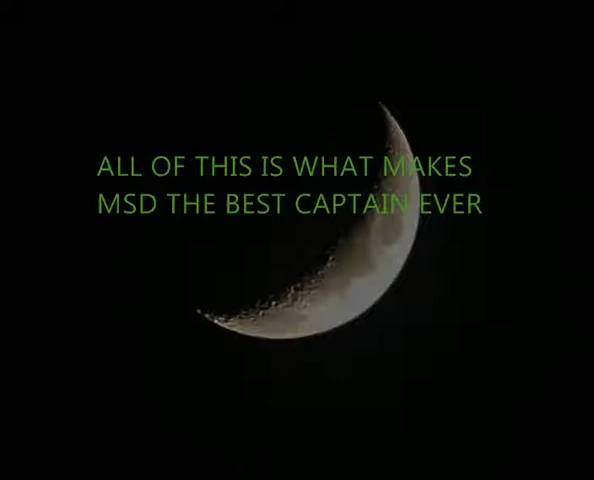 ALL OF THIS IS WHAT MAKES
MSD THE BEST CAPTAIN EVER